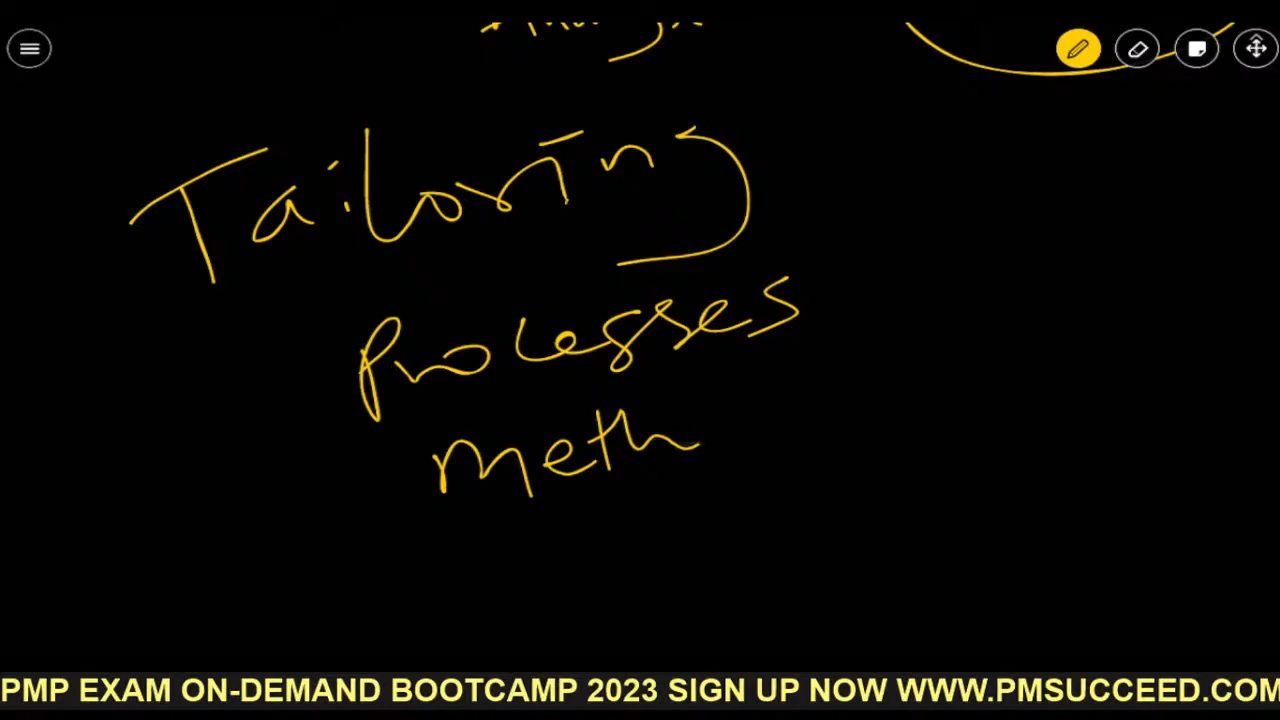 Tailoring
Processes
meth
PMP EXAM ON-DEMAND BOOTCAMP 2023 SIGN UP NOW WWW.PMSUCCEED.COM